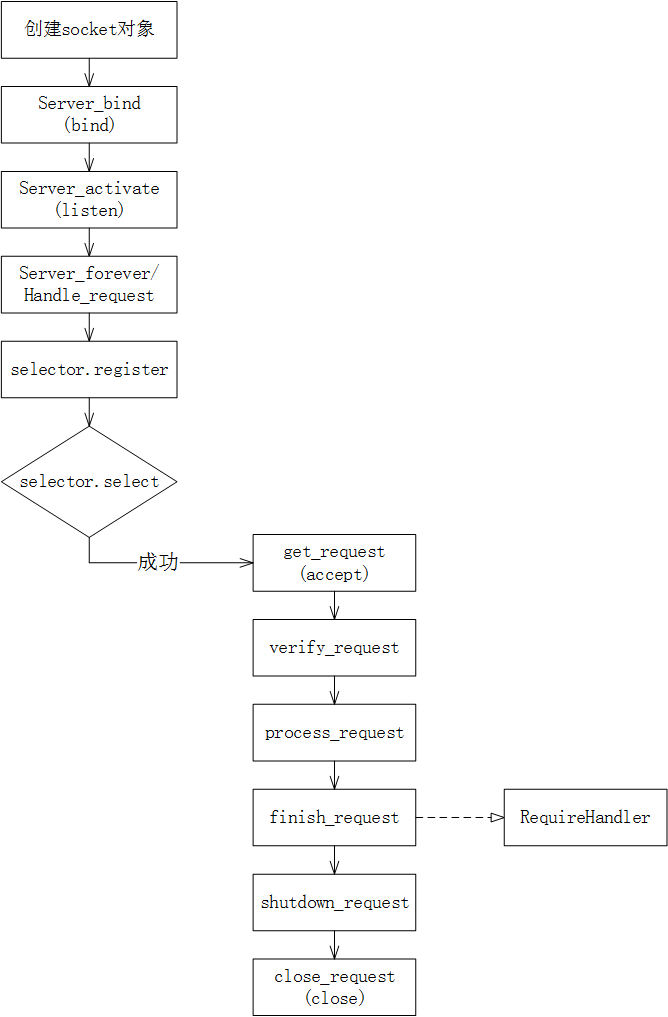 创建socket对象
Server_bind
(bind)
Server_activate
(listen)
Server_forever/
Handle_request
selector.register
selector.select
成功
get_request
(accept)
verify_request
process_request
finish_request
RequireHandler
shutdown_request
close_request
(close)